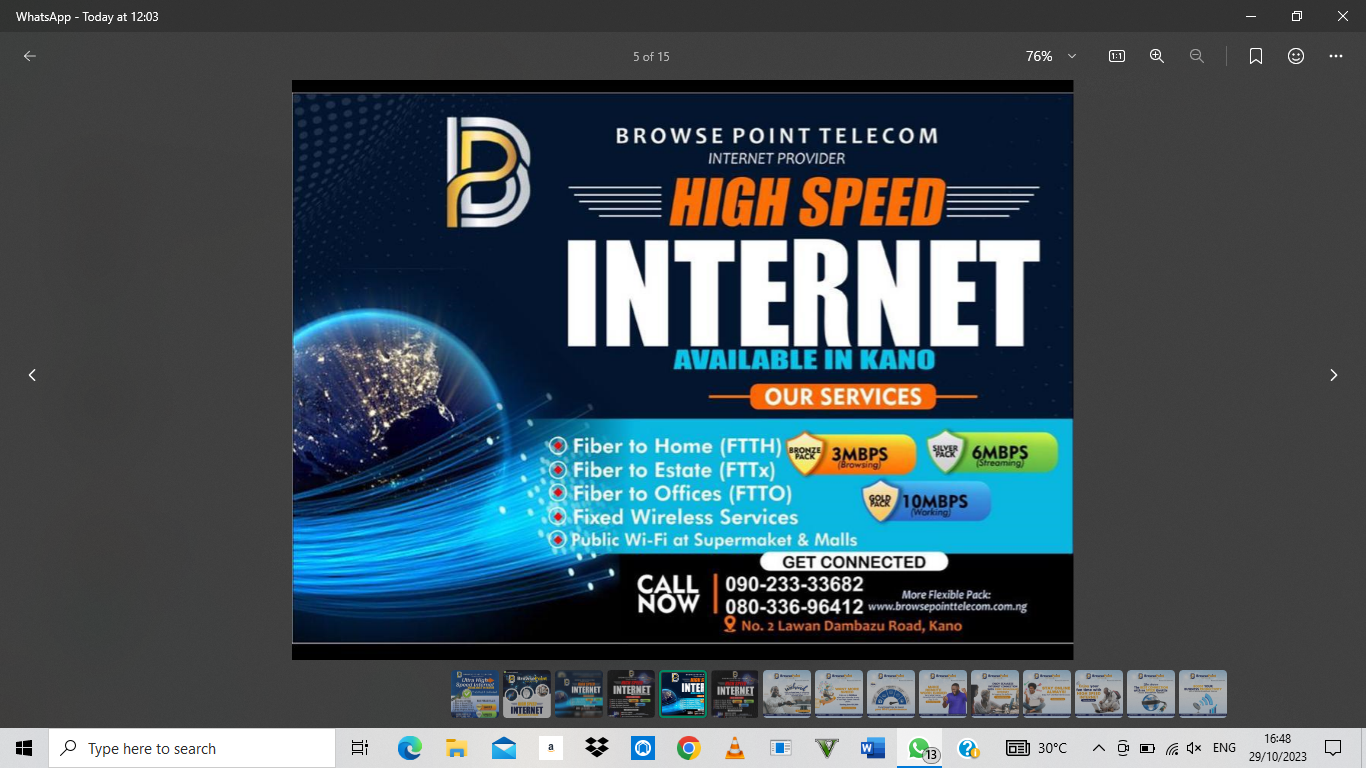 WhatsApp - Today at 12:03
5 of 15
76%
1:1
BROWSE POINT TELECOM
INTERNET PROVIDER
HIGH SPEED
INTERNET
AVAILABLE IN KANO
OUR SERVICES
Fiber to Home (FTTH)
Fiber to Estate (FTTx)
Fiber to Offices (FTTO)
Fixed Wireless Services
Public Wi-Fi at Supermaket & Malls
BRONZE PACK 3MBPS
(Browsing)
SILVER PACK 6MBPS
(Streaming)
GOLD PACK 10MBPS
(Working)
GET CONNECTED
CALL NOW
090-233-33682
080-336-96412
More Flexible Pack:
www.browsepointtelecom.com.ng
No. 2 Lawan Dambazu Road, Kano
Type here to search
13
30°C
ENG
16:48
29/10/2023